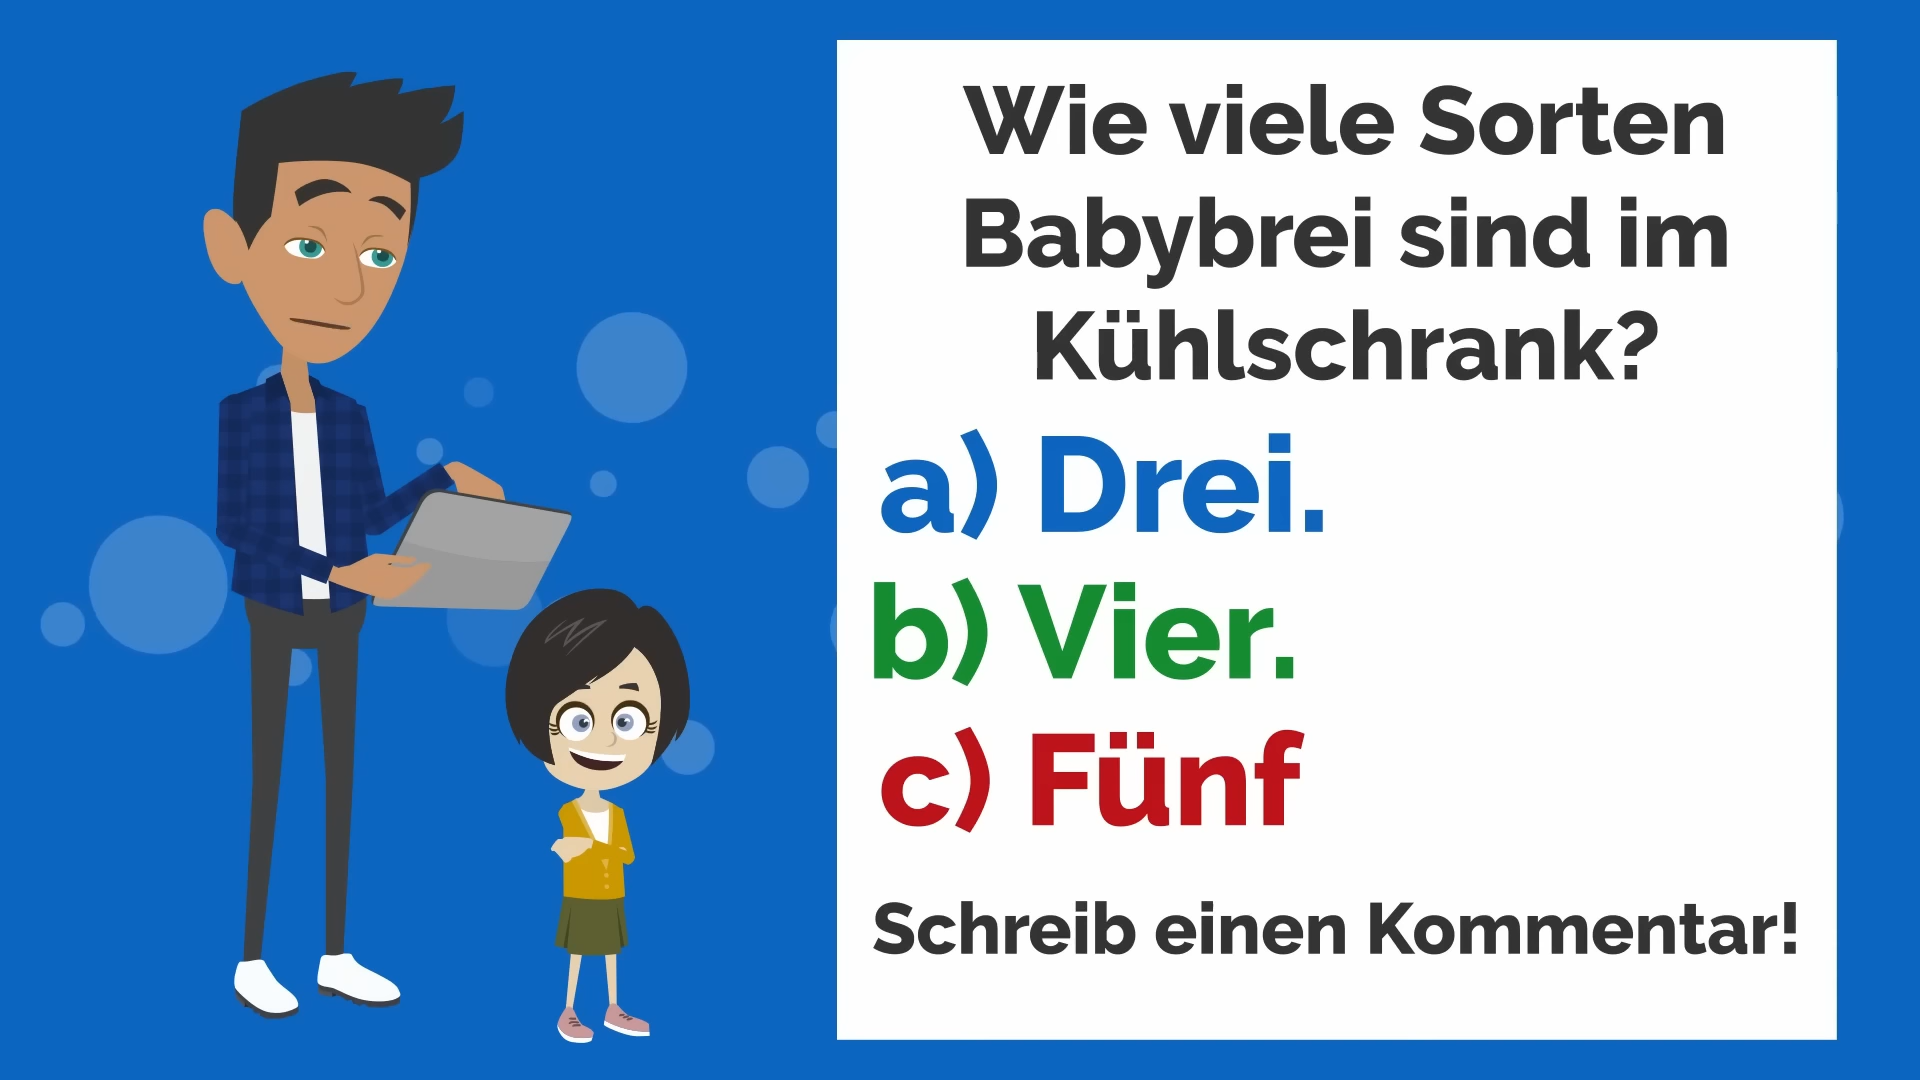 Wie viele Sorten
Babybrei sind im
Kühlschrank?
a) Drei.
b) Vier.
c) Fünf
Schreib einen Kommentar!